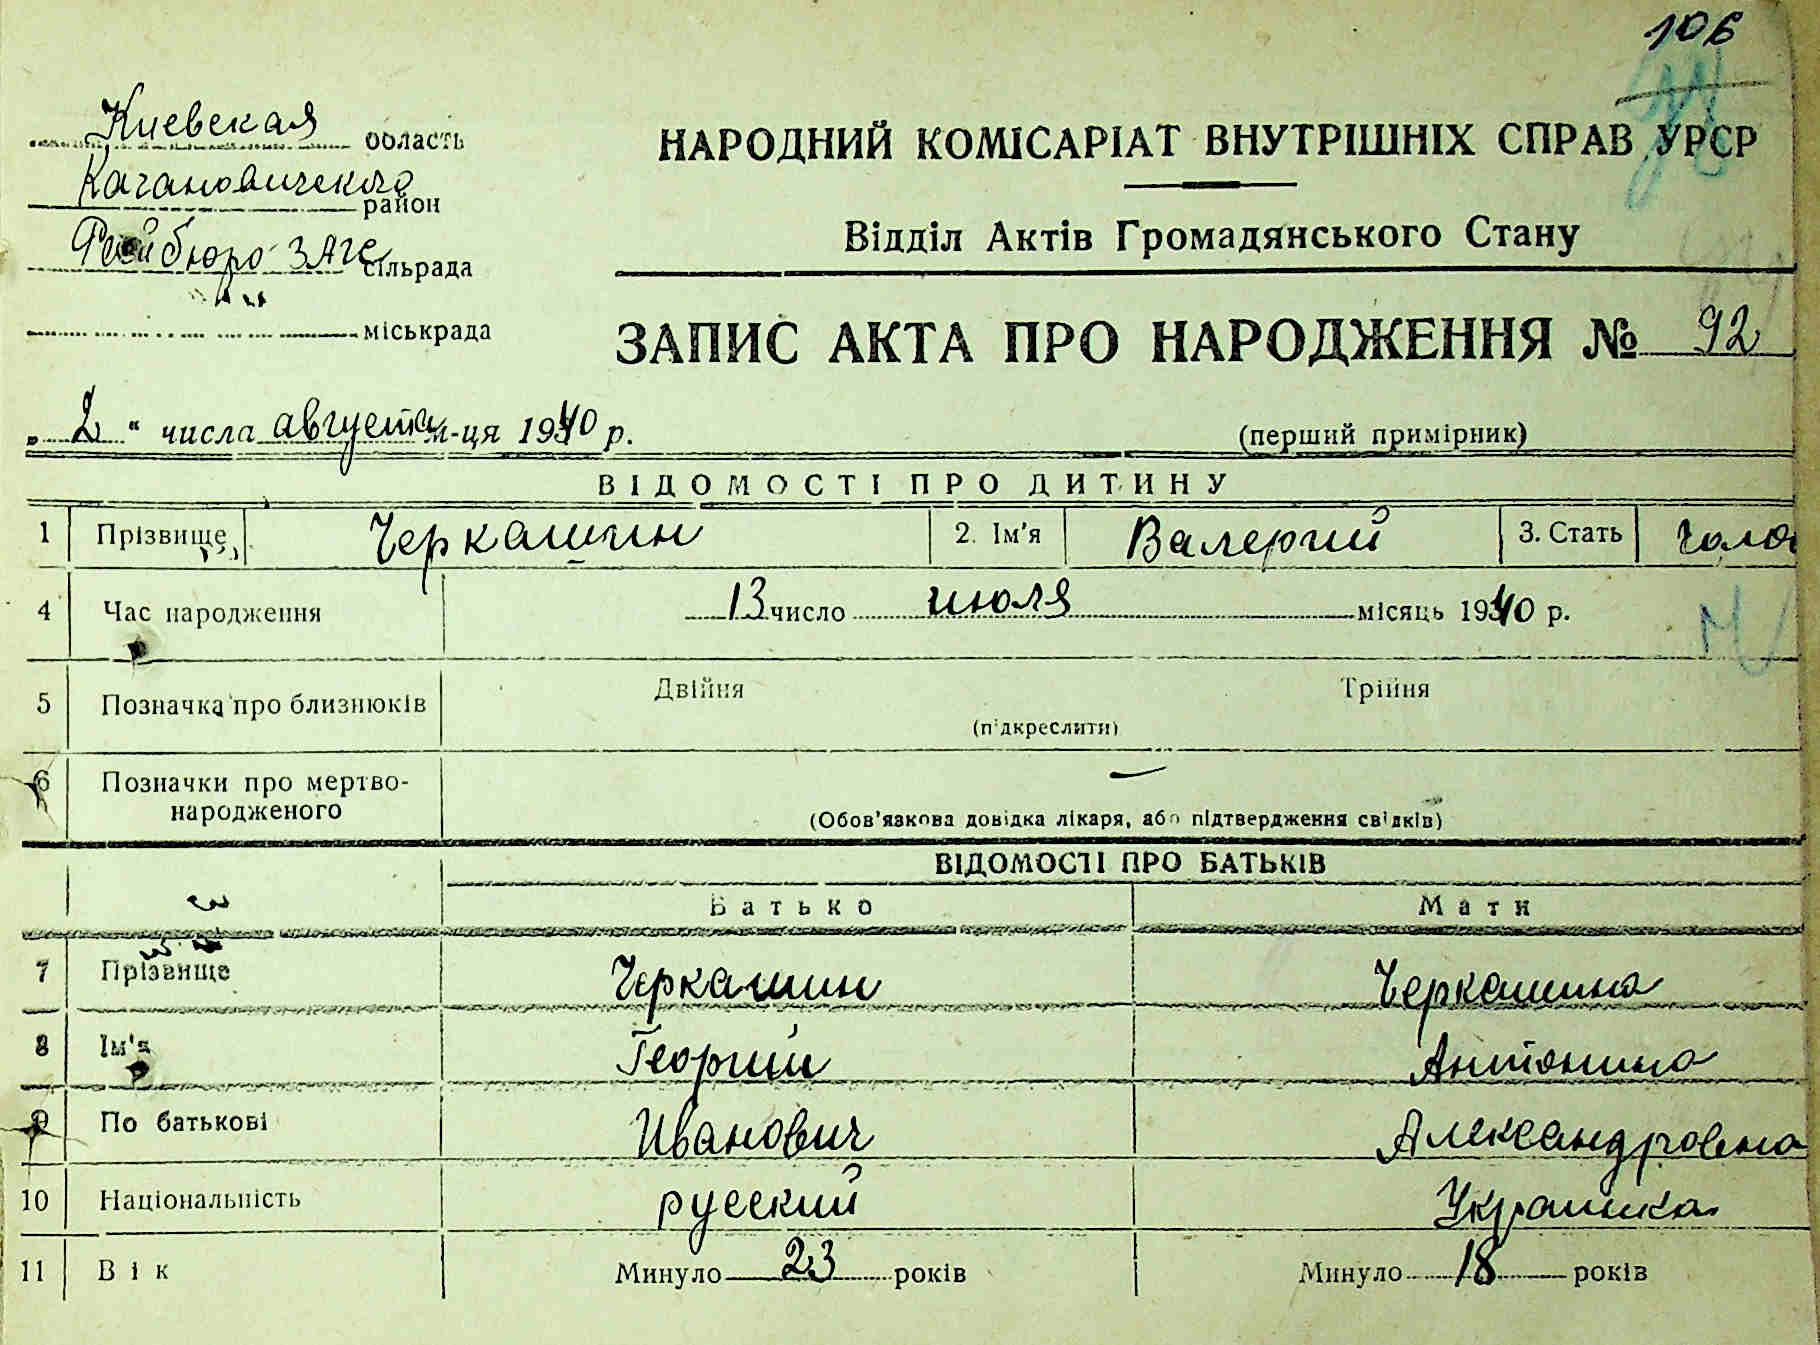 106
Киевская область
Кагановичского район
Райбюро ЗАГС сільрада
міськрада
НАРОДНИЙ КОМІСАРІАТ ВНУТРІШНІХ СПРАВ УРСР
Відділ Актів Громадянського Стану
ЗАПИС АКТА ПРО НАРОДЖЕННЯ № 92
„2“ числа августа м-ця 1940 р.
(перший примірник)
ВІДОМОСТІ ПРО ДИТИНУ
1 Прізвище Черкашин 2. Ім'я Валерий 3. Стать чоло
4 Час народження 13 число июля місяць 1940 р.
5 Позначка про близнюків Двійня Трійня
(підкреслити)
6 Позначки про мертво-
народженого
(Обов'язкова довідка лікаря, або підтвердження свідків)
ВІДОМОСТІ ПРО БАТЬКІВ
Батько Мати
7 Прізвище Черкашин Черкашина
8 Ім'я Георгий Антонина
9 По батькові Иванович Александровна
10 Національність русский Украинка
11 Вік Минуло 23 років Минуло 18 років